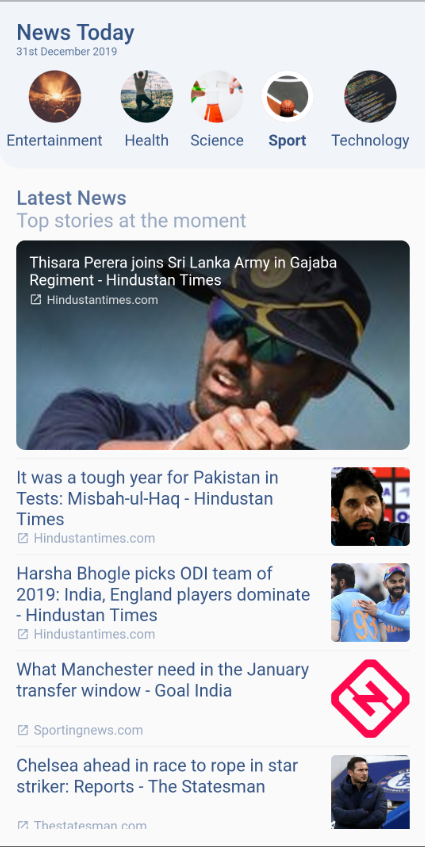 News Today
31st December 2019
Entertainment
Health
Science
Sport
Technology
Latest News
Top stories at the moment
Thisara Perera joins Sri Lanka Army in Gajaba
Regiment - Hindustan Times
Hindustantimes.com
It was a tough year for Pakistan in
Tests: Misbah-ul-Haq - Hindustan
Times
Hindustantimes.com
Harsha Bhogle picks ODI team of
2019: India, England players dominate
- Hindustan Times
Hindustantimes.com
What Manchester need in the January
transfer window - Goal India
Sportingnews.com
Chelsea ahead in race to rope in star
striker: Reports - The Statesman
Thestatesman.com